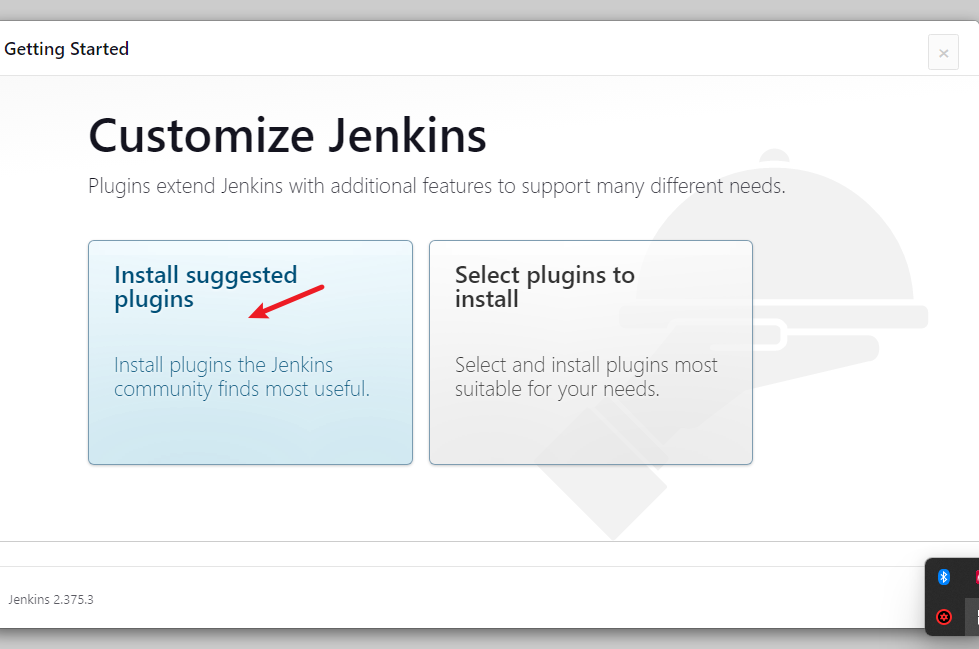 Getting Started
×
Customize Jenkins
Plugins extend Jenkins with additional features to support many different needs.
Install suggested
plugins
Install plugins the Jenkins
community finds most useful.
Select plugins to
install
Select and install plugins most
suitable for your needs.
Jenkins 2.375.3